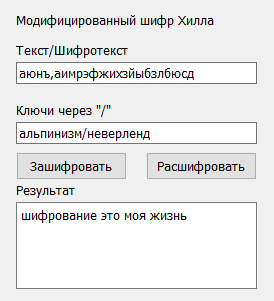 Модифицированный шифр Хилла
Текст/Шифротекст
аюнъ,аимрэфжихзйыбзлбюсд
Ключи через "/"
альпинизм/неверленд
Зашифровать Расшифровать
Результат
шифрование это моя жизнь